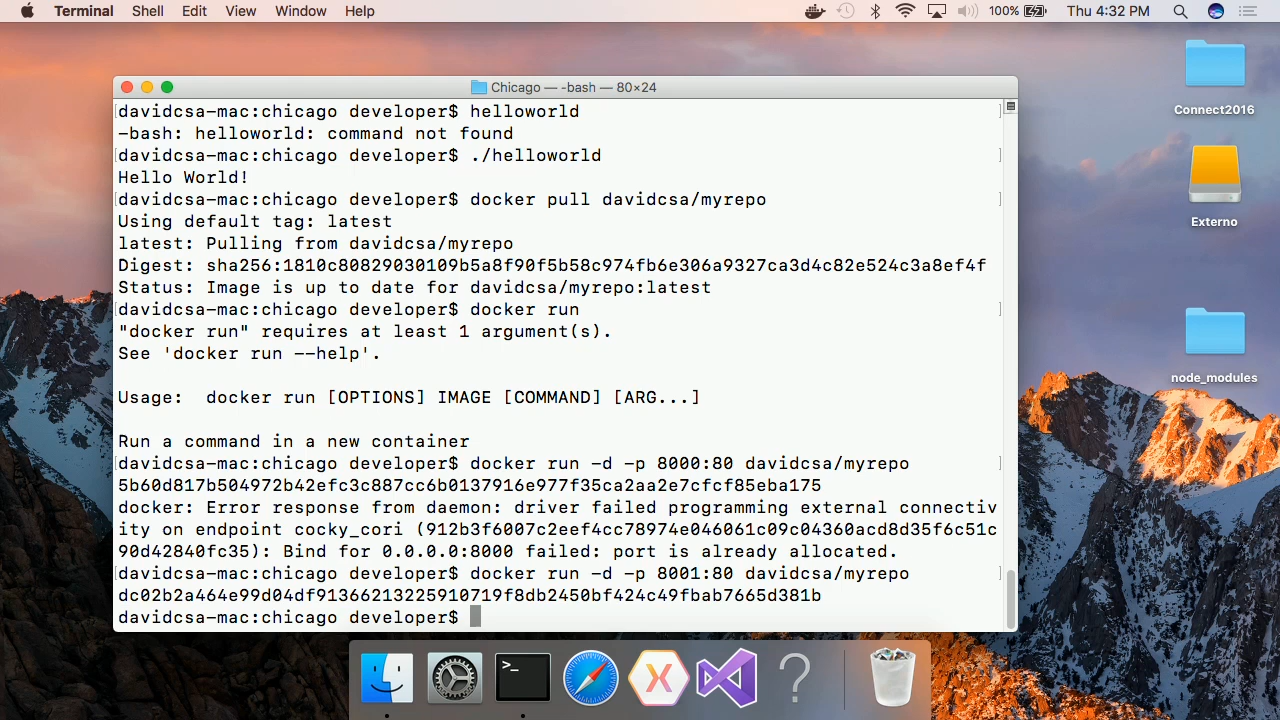 Terminal Shell Edit View Window Help 100% Thu 4:32 PM
Chicago — -bash — 80×24
davidcsa-mac:chicago developer$ helloworld
-bash: helloworld: command not found
davidcsa-mac:chicago developer$ ./helloworld
Hello World!
davidcsa-mac:chicago developer$ docker pull davidcsa/myrepo
Using default tag: latest
latest: Pulling from davidcsa/myrepo
Digest: sha256:1810c80829030109b5a8f90f5b58c974fb6e306a9327ca3d4c82e524c3a8ef4f
Status: Image is up to date for davidcsa/myrepo:latest
davidcsa-mac:chicago developer$ docker run
"docker run" requires at least 1 argument(s).
See 'docker run --help'.
Usage:  docker run [OPTIONS] IMAGE [COMMAND] [ARG...]
Run a command in a new container
davidcsa-mac:chicago developer$ docker run -d -p 8000:80 davidcsa/myrepo
5b60d817b504972b42efc3c887cc6b0137916e977f35ca2aa2e7cfcf85eba175
docker: Error response from daemon: driver failed programming external connectiv
ity on endpoint cocky_cori (912b3f6007c2eef4cc78974e046061c09c04360acd8d35f6c51c
90d42840fc35): Bind for 0.0.0.0:8000 failed: port is already allocated.
davidcsa-mac:chicago developer$ docker run -d -p 8001:80 davidcsa/myrepo
dc02b2a464e99d04df91366213225910719f8db2450bf424c49fbab7665d381b
davidcsa-mac:chicago developer$
Connect2016
Externo
node_modules